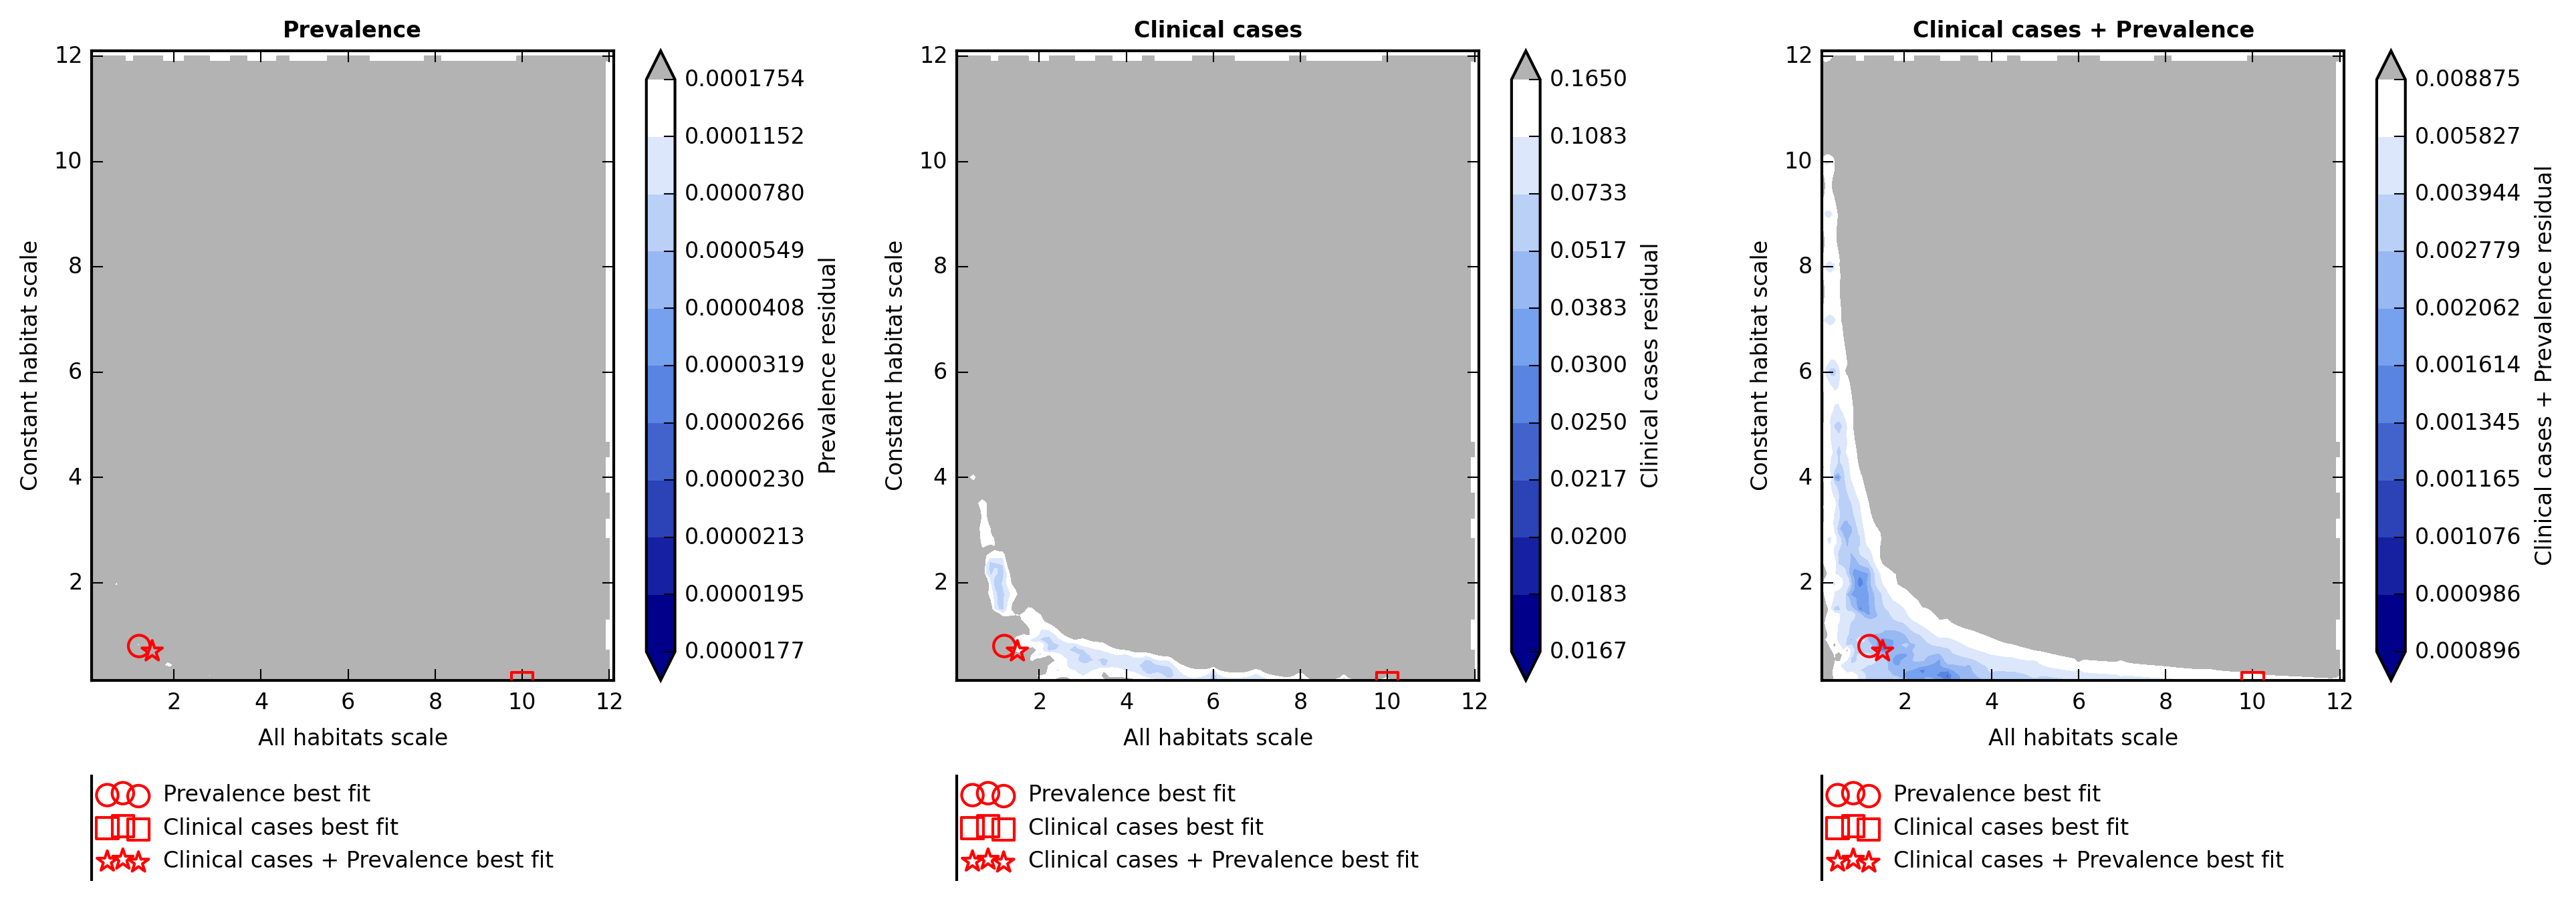 Prevalence
Constant habitat scale
12
10
8
6
4
2
2 4 6 8 10 12
All habitats scale
0.0001754
0.0001152
0.0000780
0.0000549
0.0000408
0.0000319
0.0000266
0.0000230
0.0000213
0.0000195
0.0000177
Prevalence residual
Prevalence best fit
Clinical cases best fit
Clinical cases + Prevalence best fit
Clinical cases
Constant habitat scale
12
10
8
6
4
2
2 4 6 8 10 12
All habitats scale
0.1650
0.1083
0.0733
0.0517
0.0383
0.0300
0.0250
0.0217
0.0200
0.0183
0.0167
Clinical cases residual
Prevalence best fit
Clinical cases best fit
Clinical cases + Prevalence best fit
Clinical cases + Prevalence
Constant habitat scale
12
10
8
6
4
2
2 4 6 8 10 12
All habitats scale
0.008875
0.005827
0.003944
0.002779
0.002062
0.001614
0.001345
0.001165
0.001076
0.000986
0.000896
Clinical cases + Prevalence residual
Prevalence best fit
Clinical cases best fit
Clinical cases + Prevalence best fit